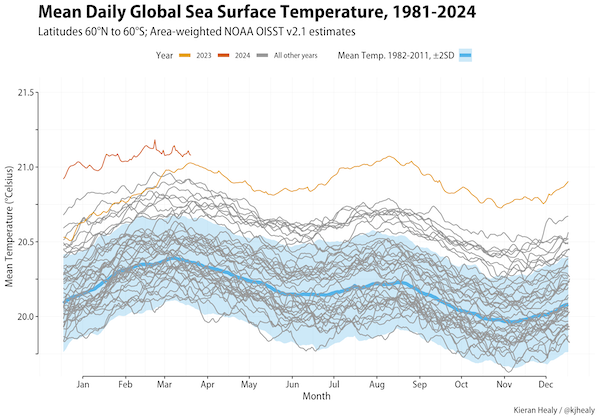 Mean Daily Global Sea Surface Temperature, 1981-2024
Latitudes 60°N to 60°S; Area-weighted NOAA OISST v2.1 estimates
Year 2023 2024 All other years Mean Temp. 1982-2011, ±2SD
21.5
21.0
20.5
20.0
Mean Temperature (°Celsius)
Jan Feb Mar Apr May Jun Jul Aug Sep Oct Nov Dec
Month
Kieran Healy / @kjhealy